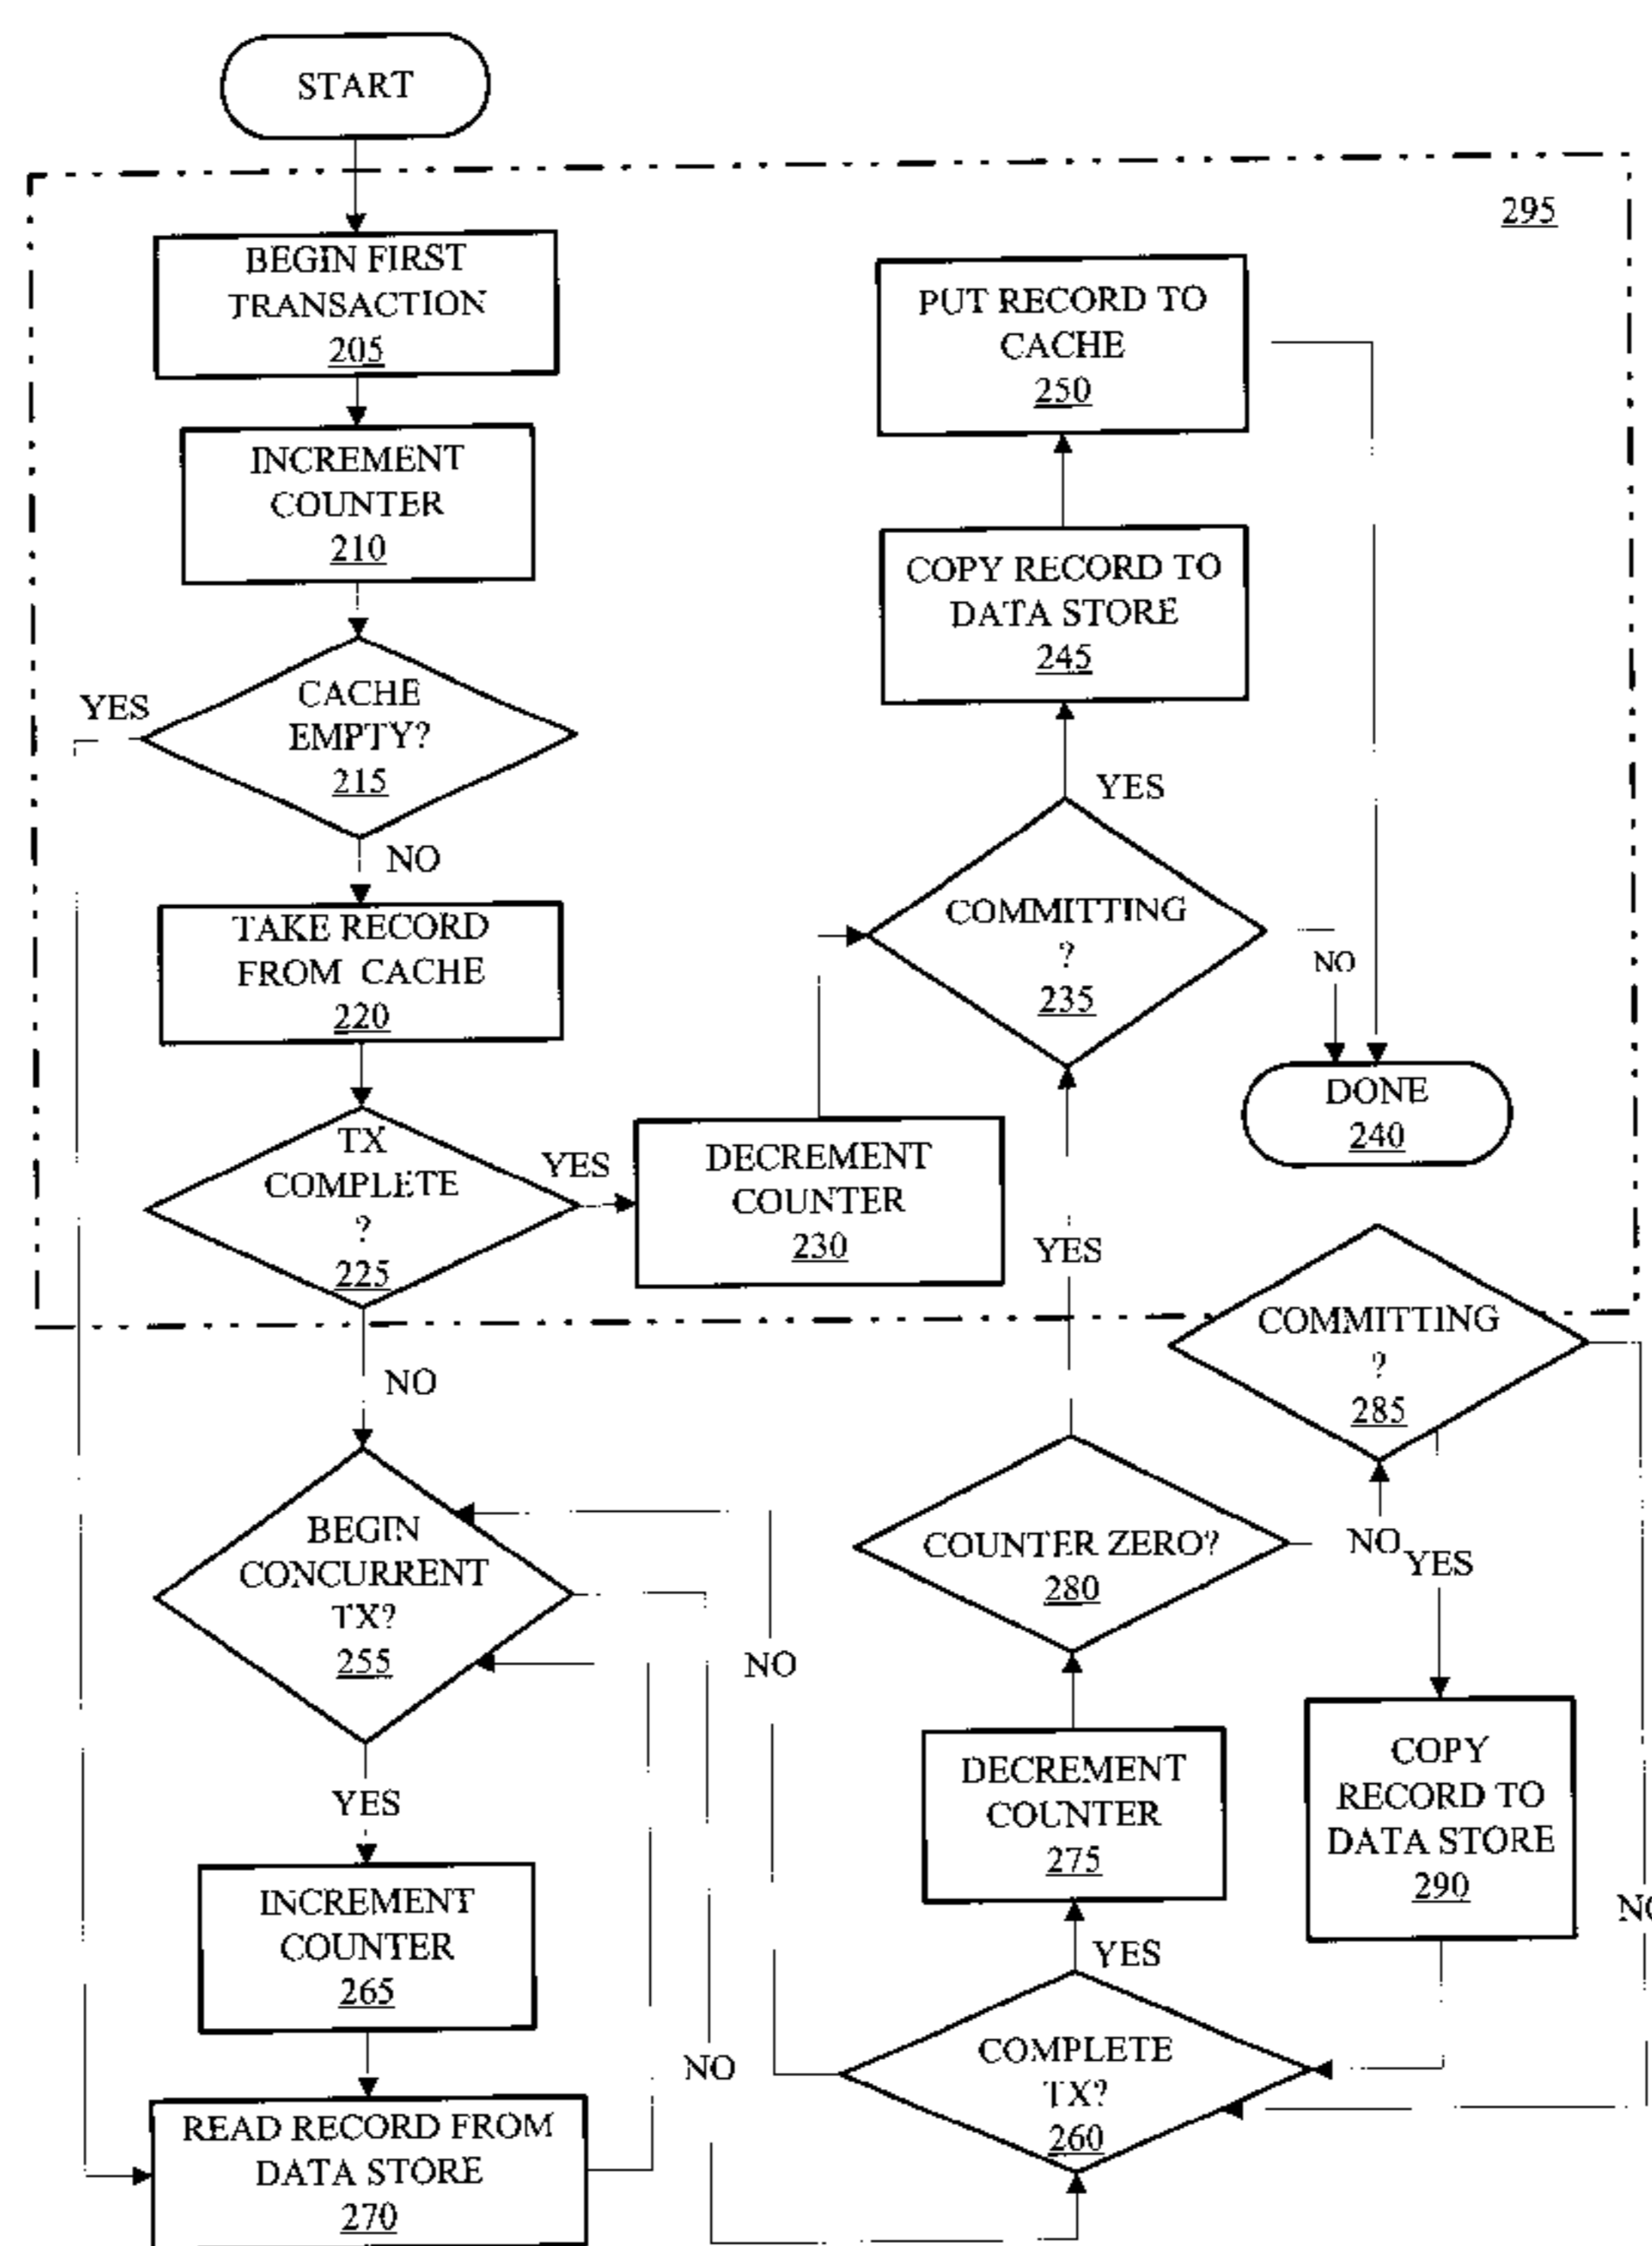 START
295
BEGIN FIRST
TRANSACTION
205
INCREMENT
COUNTER
210
YES
CACHE
EMPTY?
215
NO
TAKE RECORD
FROM CACHE
220
TX
COMPLETE
?
225
YES
DECREMENT
COUNTER
230
PUT RECORD TO
CACHE
250
COPY RECORD TO
DATA STORE
245
YES
COMMITTING
?
235
NO
DONE
240
YES
COMMITTING
?
285
NO
BEGIN
CONCURRENT
TX?
255
NO
COUNTER ZERO?
280
NO
YES
YES
INCREMENT
COUNTER
265
READ RECORD FROM
DATA STORE
270
NO
DECREMENT
COUNTER
275
YES
COMPLETE
TX?
260
COPY
RECORD TO
DATA STORE
290